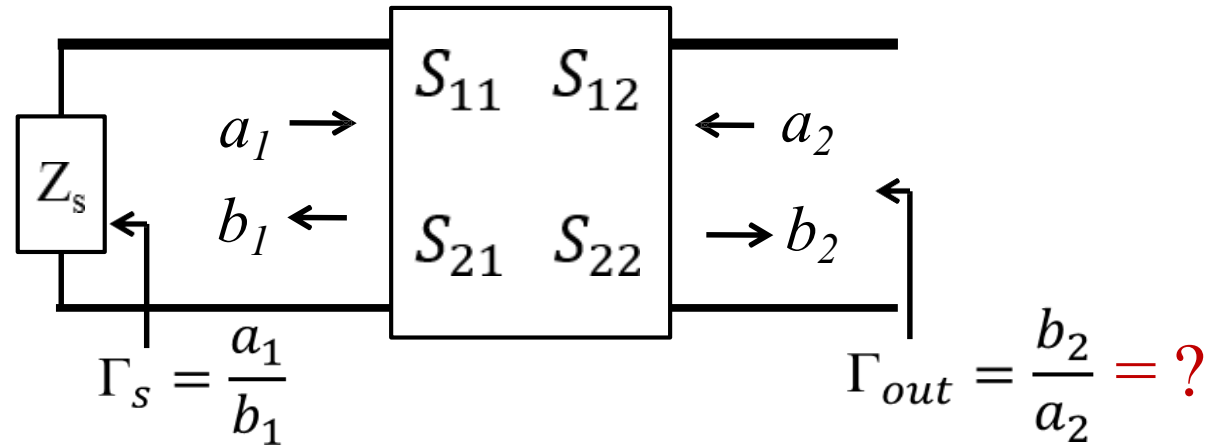 S₁₁ S₁₂
a₁ a₂
Zₛ
b₁ b₂
S₂₁ S₂₂
Γₛ = a₁/b₁
Γₒᵤₜ = b₂/a₂ = ?